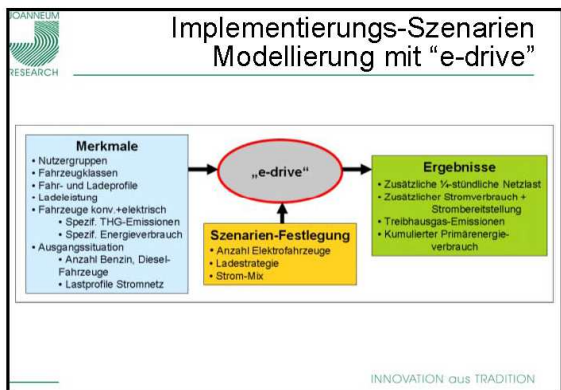 JOANNEUM
RESEARCH
Implementierungs-Szenarien
Modellierung mit “e-drive”
Merkmale
• Nutzergruppen
• Fahrzeugklassen
• Fahr- und Ladeprofile
• Ladeleistung
• Fahrzeuge konv.+elektrisch
• Spezif. THG-Emissionen
• Spezif. Energieverbrauch
• Ausgangssituation
• Anzahl Benzin, Diesel-
Fahrzeuge
• Lastprofile Stromnetz
„e-drive“
Szenarien-Festlegung
• Anzahl Elektrofahrzeuge
• Ladestrategie
• Strom-Mix
Ergebnisse
• Zusätzliche ¼-stündliche Netzlast
• Zusätzlicher Stromverbrauch +
Strombereitstellung
• Treibhausgas-Emissionen
• Kumulierter Primärenergie-
verbrauch
INNOVATION aus TRADITION